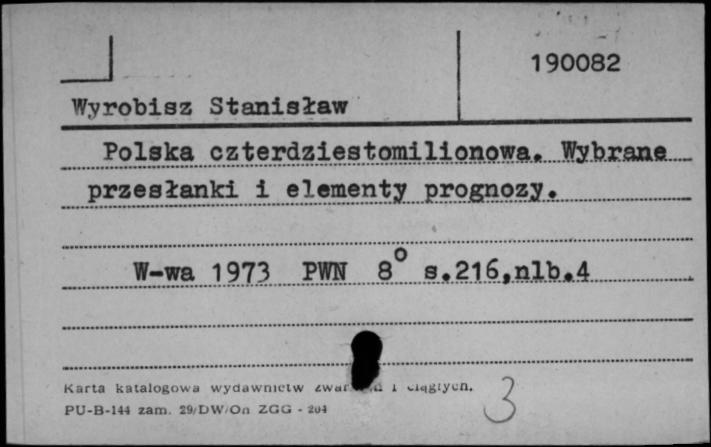 190082
Wyrobisz Stanisław
Polska czterdziestomilionowa. Wybrane
przesłanki i elementy prognozy.
W-wa 1973 PWN 8° s.216,nlb.4
Karta katalogowa wydawnictw i ciągłych.
PU-B-144 zam. 29/DW/On ZGG - 204
3